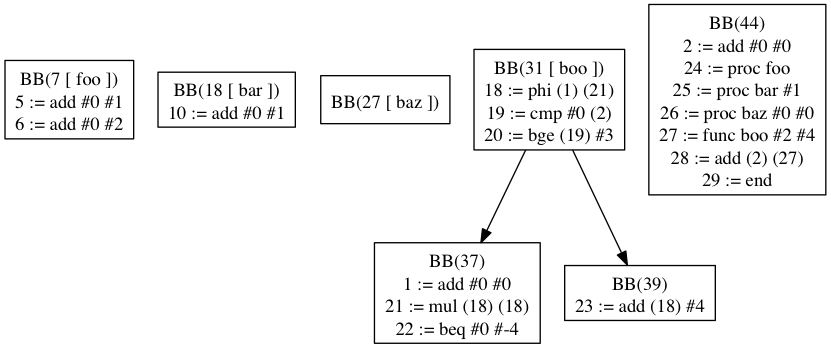 BB(7 [ foo ])
5 := add #0 #1
6 := add #0 #2
BB(18 [ bar ])
10 := add #0 #1
BB(27 [ baz ])
BB(31 [ boo ])
18 := phi (1) (21)
19 := cmp #0 (2)
20 := bge (19) #3
BB(44)
2 := add #0 #0
24 := proc foo
25 := proc bar #1
26 := proc baz #0 #0
27 := func boo #2 #4
28 := add (2) (27)
29 := end
BB(37)
1 := add #0 #0
21 := mul (18) (18)
22 := beq #0 #-4
BB(39)
23 := add (18) #4